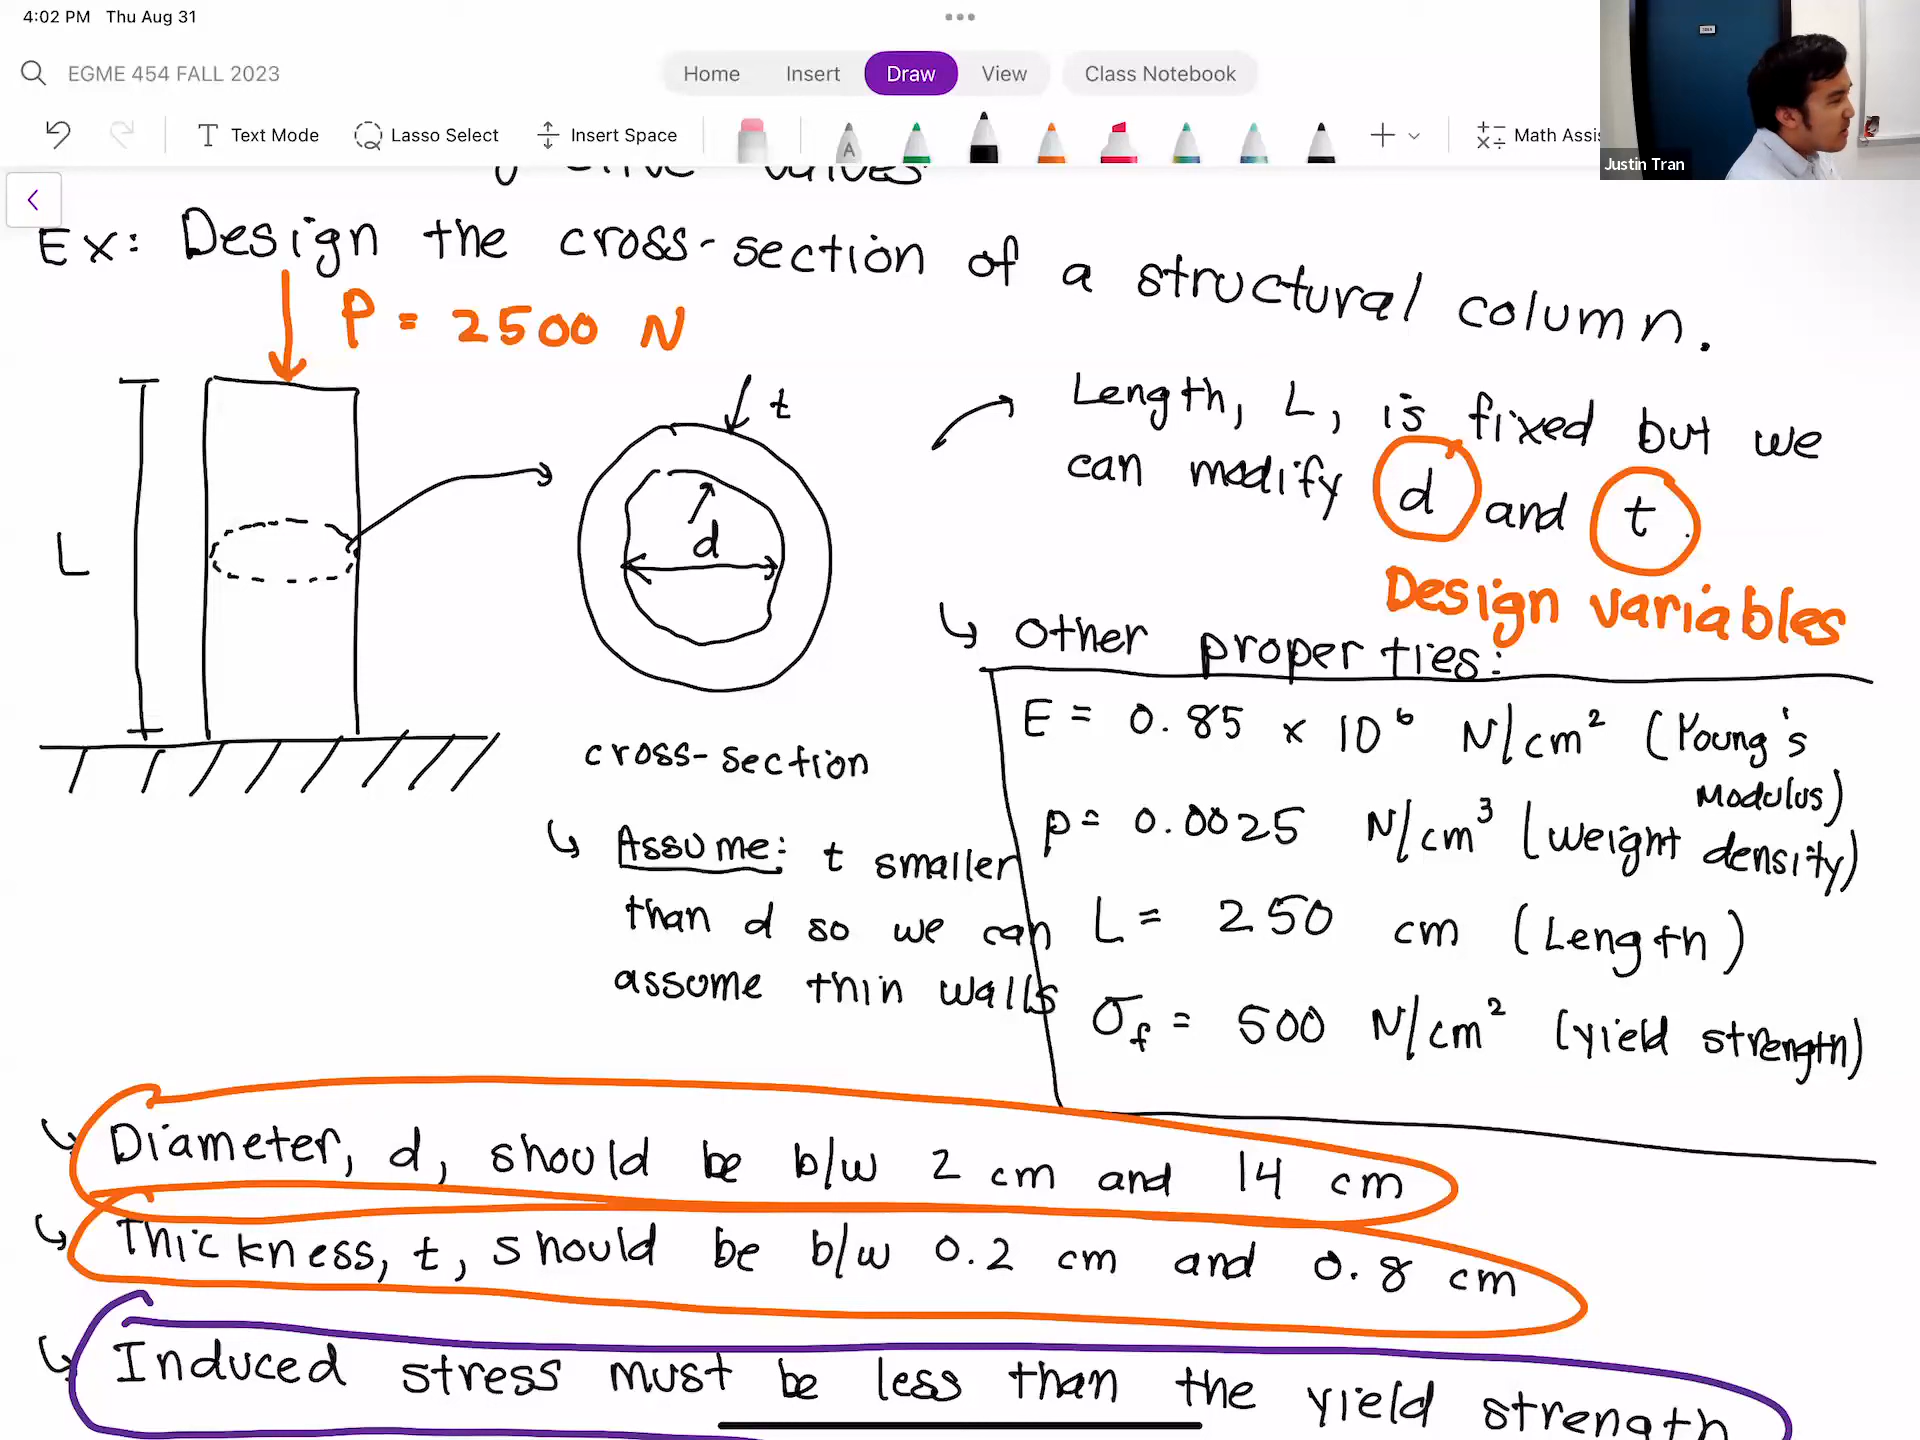 4:02 PM Thu Aug 31
EGME 454 FALL 2023
Home Insert Draw View Class Notebook
Text Mode Lasso Select Insert Space Math Assis
A
Justin Tran
values
Ex: Design the cross-section of a structural column.
P = 2500 N
t
d
L
cross-section
Assume: t smaller
than d so we can
assume thin walls
Length, L, is fixed but we
can modify d and t.
Design variables
Other properties:
E = 0.85 x 10⁶ N/cm² (Young's
Modulus)
ρ = 0.0025 N/cm³ (weight density)
L = 250 cm (Length)
σf = 500 N/cm² (yield strength)
Diameter, d, should be b/w 2 cm and 14 cm
Thickness, t, should be b/w 0.2 cm and 0.8 cm
Induced stress must be less than the yield strength